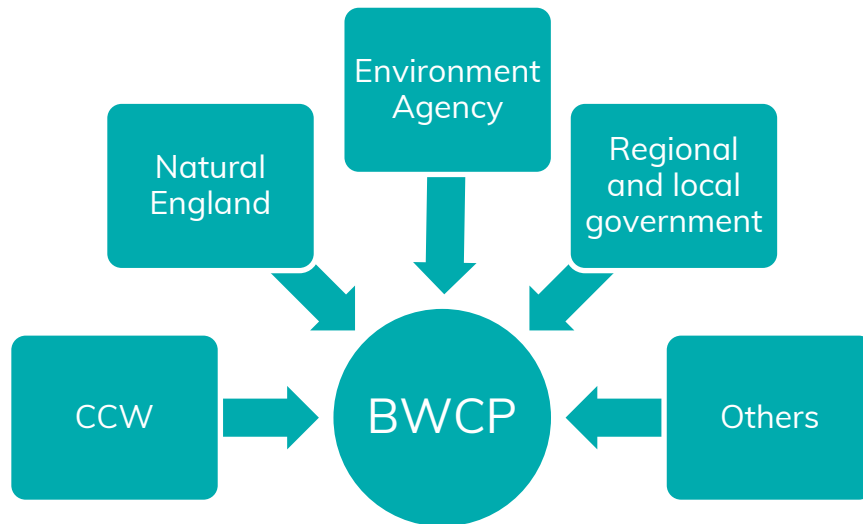 Environment
Agency
Natural
England
Regional
and local
government
CCW
BWCP
Others